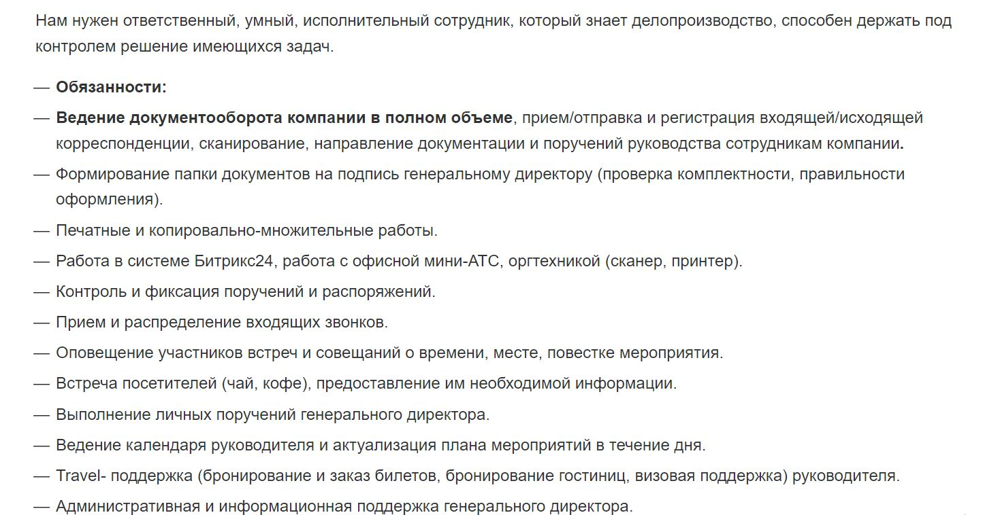 Нам нужен ответственный, умный, исполнительный сотрудник, который знает делопроизводство, способен держать под
контролем решение имеющихся задач.
— Обязанности:
— Ведение документооборота компании в полном объеме, прием/отправка и регистрация входящей/исходящей
корреспонденции, сканирование, направление документации и поручений руководства сотрудникам компании.
— Формирование папки документов на подпись генеральному директору (проверка комплектности, правильности
оформления).
— Печатные и копировально-множительные работы.
— Работа в системе Битрикс24, работа с офисной мини-АТС, оргтехникой (сканер, принтер).
— Контроль и фиксация поручений и распоряжений.
— Прием и распределение входящих звонков.
— Оповещение участников встреч и совещаний о времени, месте, повестке мероприятия.
— Встреча посетителей (чай, кофе), предоставление им необходимой информации.
— Выполнение личных поручений генерального директора.
— Ведение календаря руководителя и актуализация плана мероприятий в течение дня.
— Travel- поддержка (бронирование и заказ билетов, бронирование гостиниц, визовая поддержка) руководителя.
— Административная и информационная поддержка генерального директора.